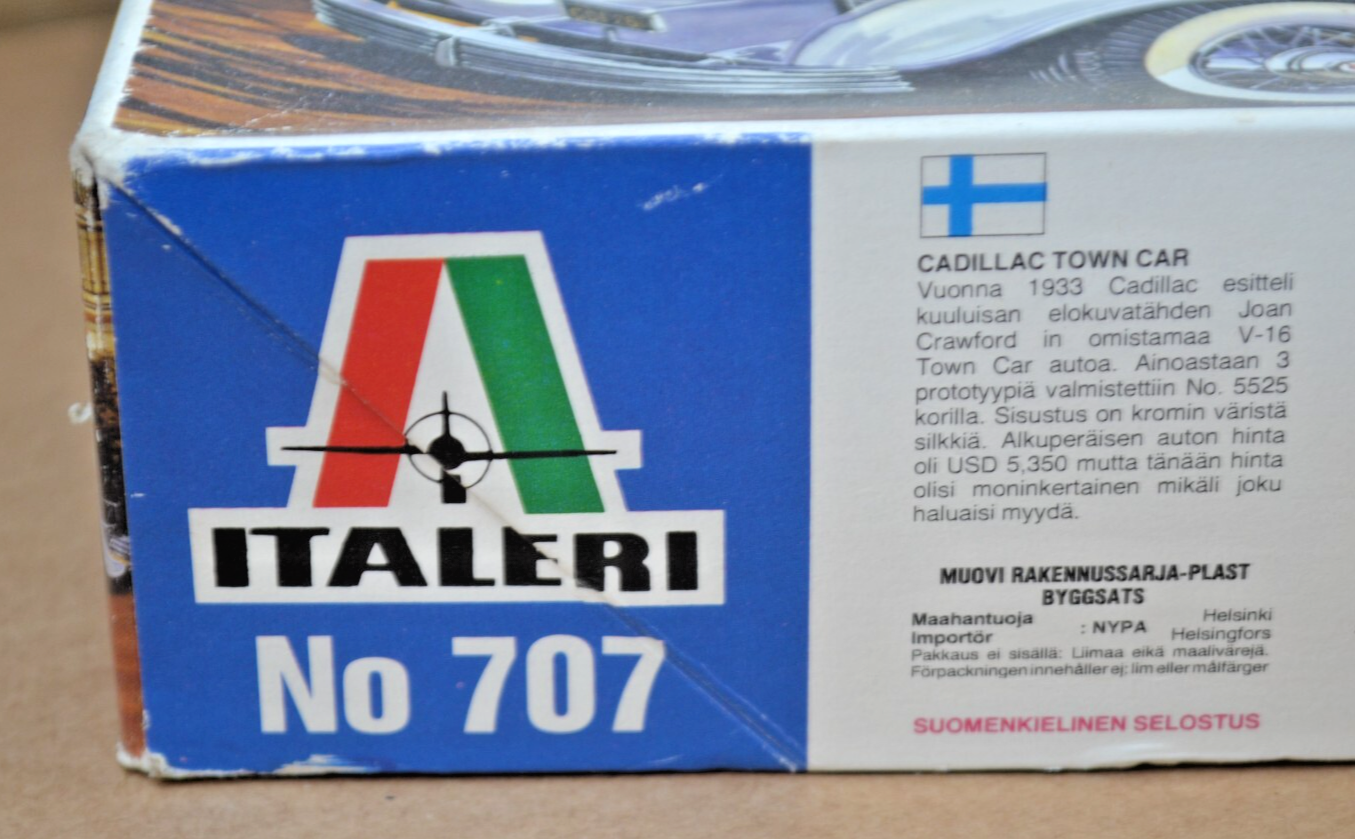 ITALERI
No 707
CADILLAC TOWN CAR
Vuonna 1933 Cadillac esitteli
kuuluisan elokuvatähden Joan
Crawford in omistamaa V-16
Town Car autoa. Ainoastaan 3
prototyypiä valmistettiin No. 5525
korilla. Sisustus on kromin väristä
silkkiä. Alkuperäisen auton hinta
oli USD 5,350 mutta tänään hinta
olisi moninkertainen mikäli joku
haluaisi myydä.
MUOVI RAKENNUSSARJA-PLAST
BYGGSATS
Maahantuoja : NYPA Helsinki
Importör Helsingfors
Pakkaus ei sisällä: Liimaa eikä maalivärejä.
Förpackningen innehåller ej: lim eller målfärger
SUOMENKIELINEN SELOSTUS